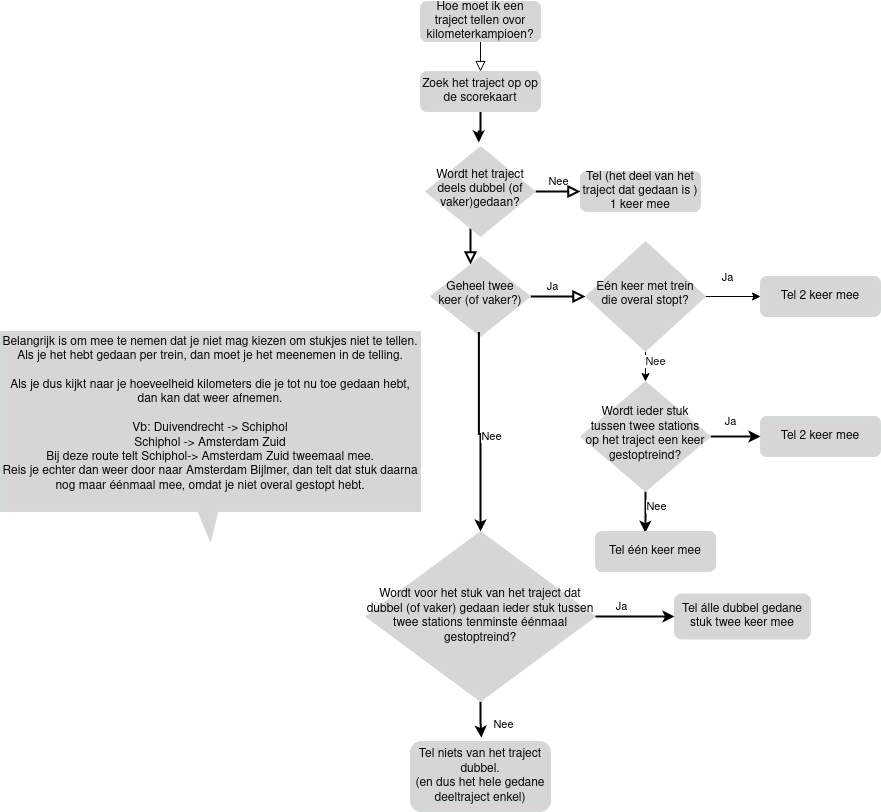 Hoe moet ik een
traject tellen ovor
kilometerkampioen?
Zoek het traject op op
de scorekaart
Wordt het traject
deels dubbel (of
vaker)gedaan?
Nee
Tel (het deel van het
traject dat gedaan is )
1 keer mee
Geheel twee
keer (of vaker?)
Ja
Eén keer met trein
die overal stopt?
Ja
Tel 2 keer mee
Nee
Wordt ieder stuk
tussen twee stations
op het traject een keer
gestoptreind?
Ja
Tel 2 keer mee
Nee
Tel één keer mee
Belangrijk is om mee te nemen dat je niet mag kiezen om stukjes niet te tellen.
Als je het hebt gedaan per trein, dan moet je het meenemen in de telling.
Als je dus kijkt naar je hoeveelheid kilometers die je tot nu toe gedaan hebt,
dan kan dat weer afnemen.
Vb: Duivendrecht -> Schiphol
Schiphol -> Amsterdam Zuid
Bij deze route telt Schiphol-> Amsterdam Zuid tweemaal mee.
Reis je echter dan weer door naar Amsterdam Bijlmer, dan telt dat stuk daarna
nog maar éénmaal mee, omdat je niet overal gestopt hebt.
Nee
Wordt voor het stuk van het traject dat
dubbel (of vaker) gedaan ieder stuk tussen
twee stations tenminste éénmaal
gestoptreind?
Ja
Tel álle dubbel gedane
stuk twee keer mee
Nee
Tel niets van het traject
dubbel.
(en dus het hele gedane
deeltraject enkel)